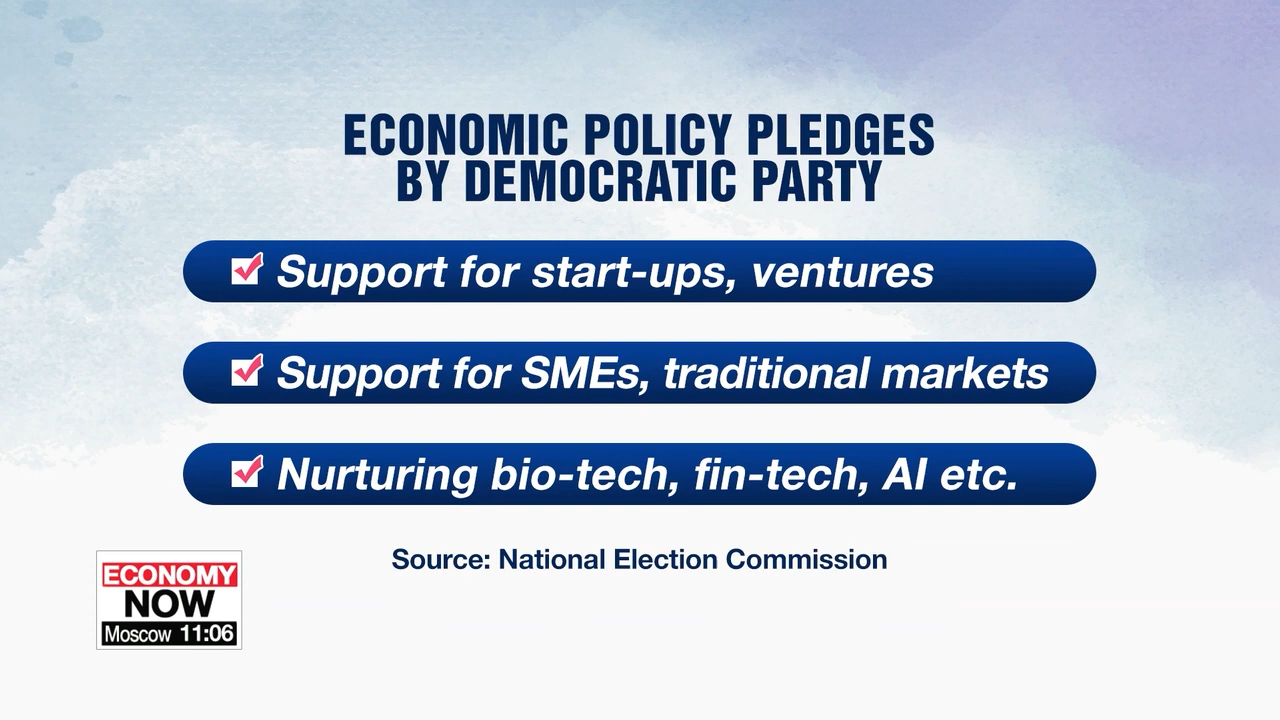 ECONOMIC POLICY PLEDGES
BY DEMOCRATIC PARTY
Support for start-ups, ventures
Support for SMEs, traditional markets
Nurturing bio-tech, fin-tech, AI etc.
Source: National Election Commission
ECONOMY
NOW
Moscow 11:06